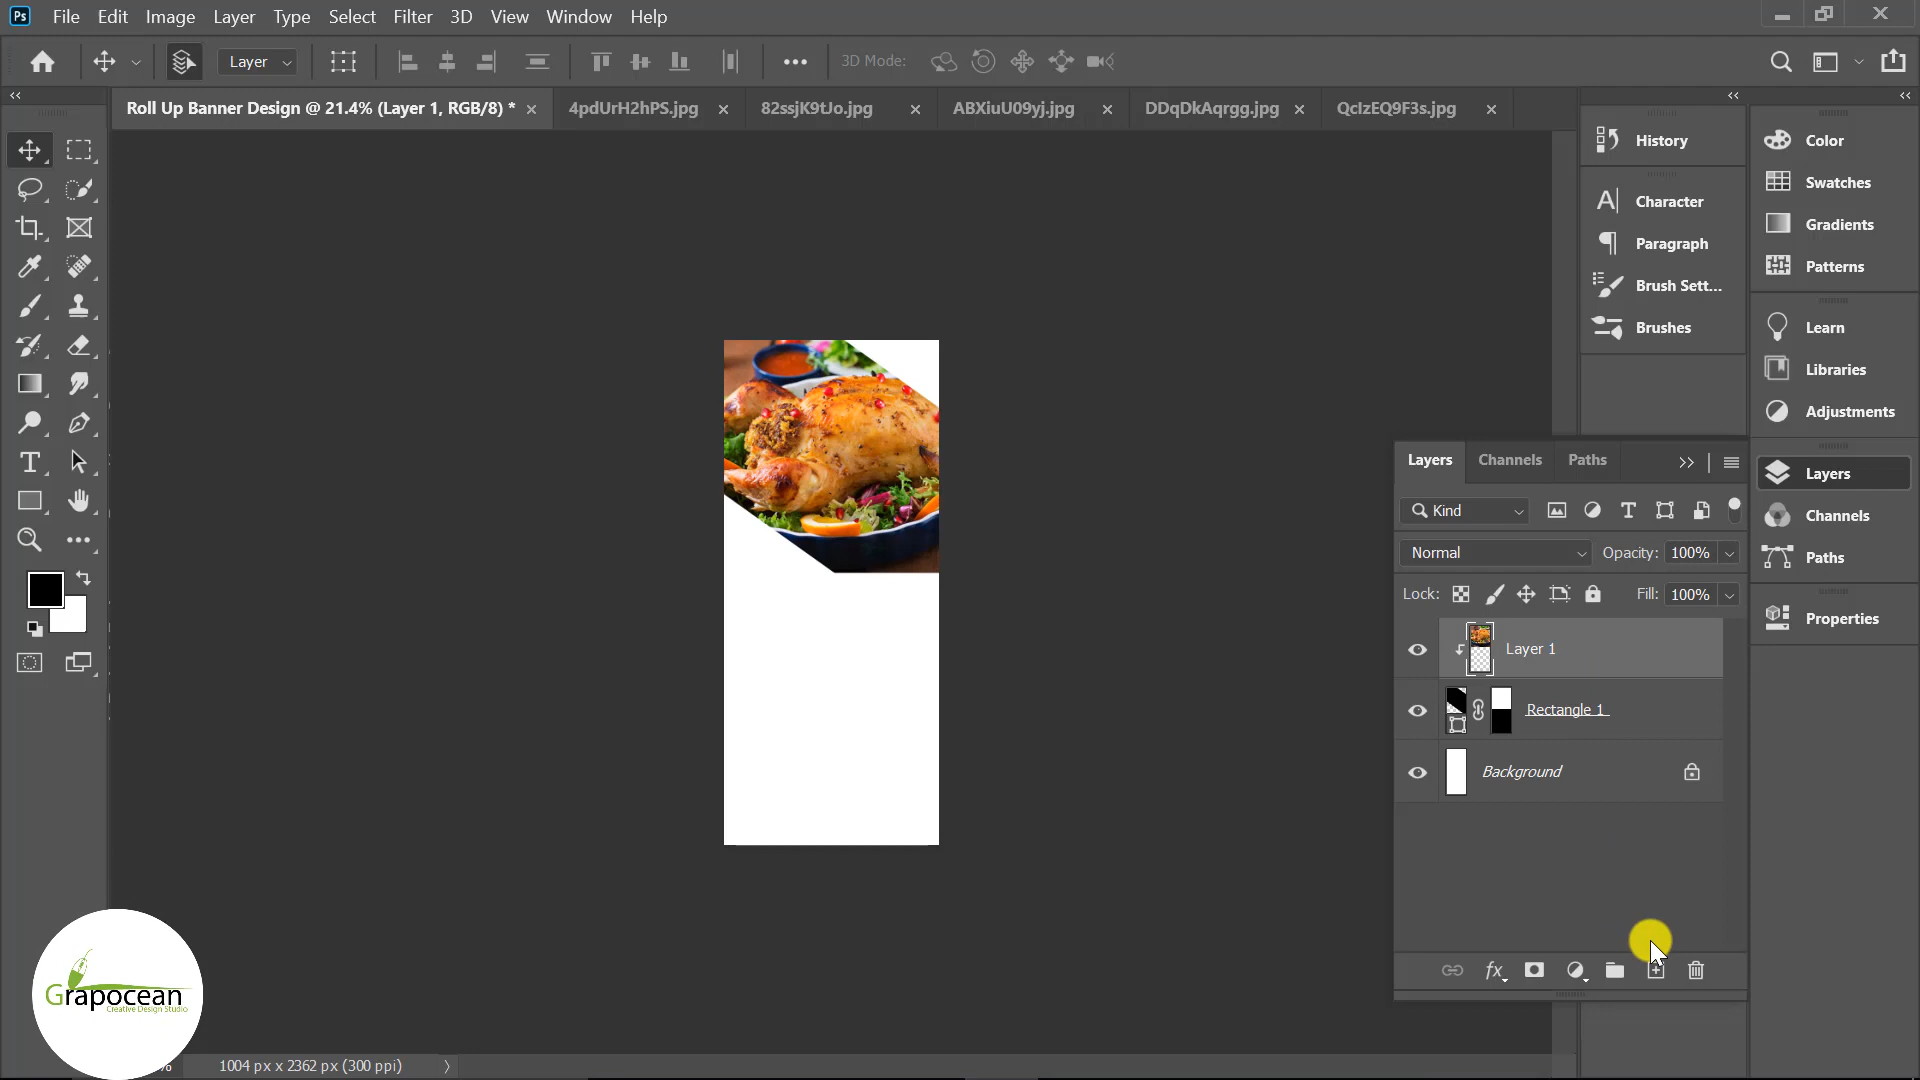 Ps File Edit Image Layer Type Select Filter 3D View Window Help
Layer 3D Mode:
Roll Up Banner Design @ 21.4% (Layer 1, RGB/8) * 4pdUrH2hPS.jpg 82ssjK9tJo.jpg ABXiuU09yj.jpg DDqDkAqrgg.jpg QcIzEQ9F3s.jpg
History
Character
Paragraph
Brush Sett...
Brushes
Color
Swatches
Gradients
Patterns
Learn
Libraries
Adjustments
Layers
Channels
Paths
Properties
Layers Channels Paths
Kind
Normal Opacity: 100%
Lock: Fill: 100%
Layer 1
Rectangle 1
Background
fx
Grapocean
Creative Design Studio
% 1004 px x 2362 px (300 ppi)